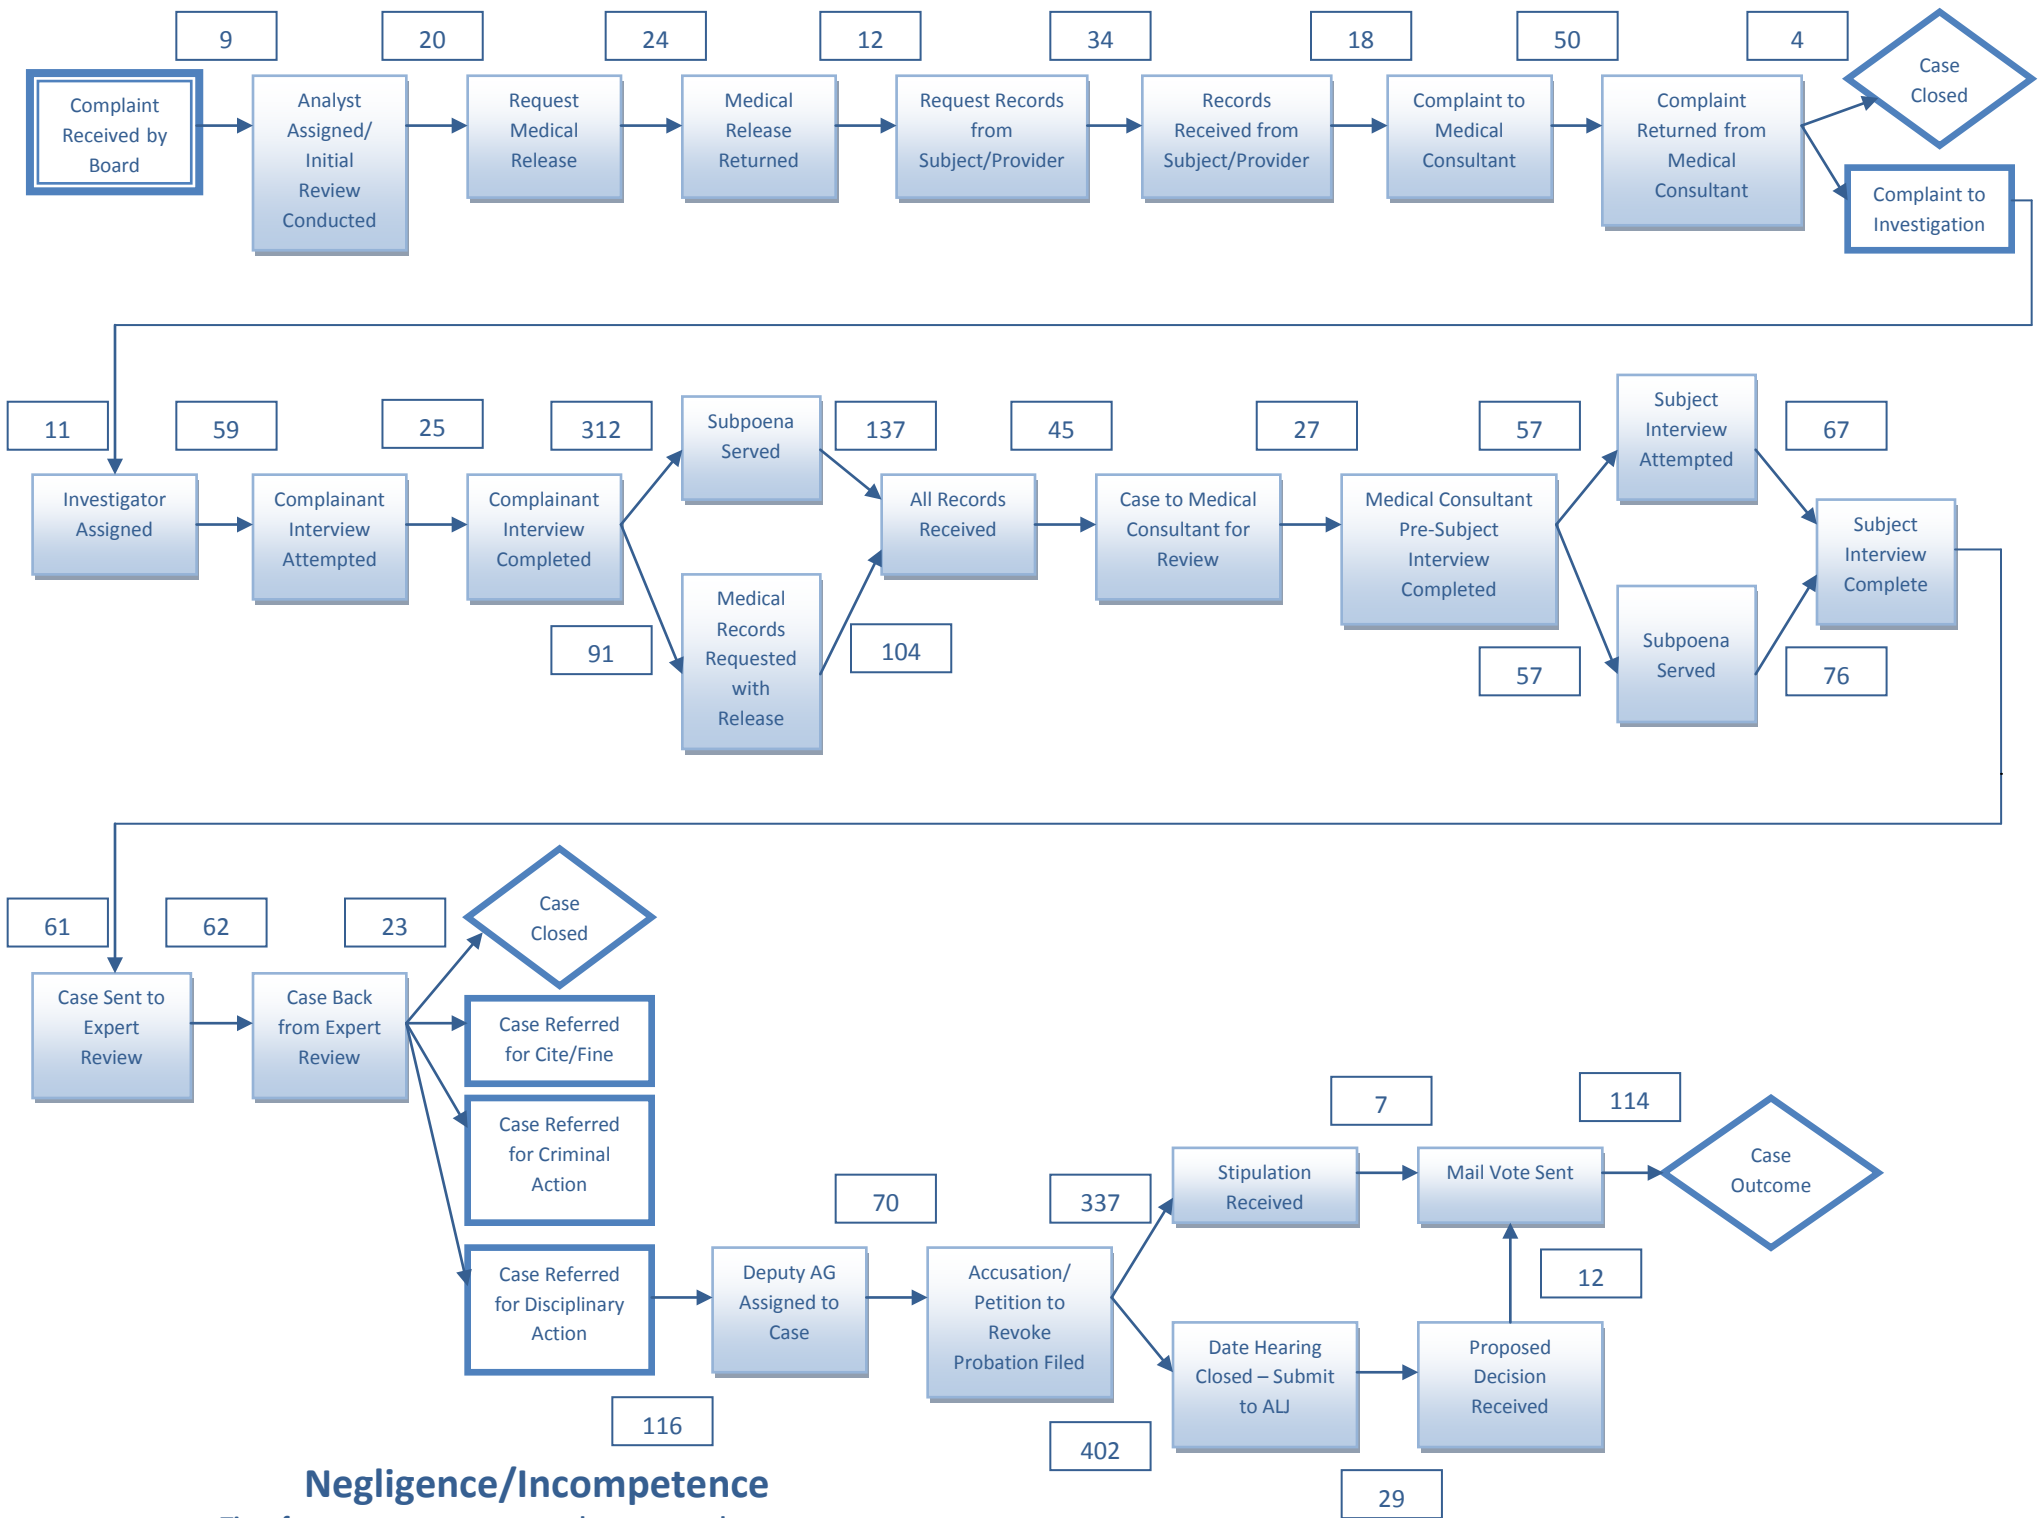 9
20
24
12
34
18
50
4
Complaint
Received by
Board
Analyst
Assigned/
Initial
Review
Conducted
Request
Medical
Release
Medical
Release
Returned
Request Records
from
Subject/Provider
Records
Received from
Subject/Provider
Complaint to
Medical
Consultant
Complaint
Returned from
Medical
Consultant
Case
Closed
Complaint to
Investigation
11
59
25
312
137
45
27
57
67
Investigator
Assigned
Complainant
Interview
Attempted
Complainant
Interview
Completed
Subpoena
Served
91
Medical
Records
Requested
with
Release
104
All Records
Received
Case to Medical
Consultant for
Review
Medical Consultant
Pre-Subject
Interview
Completed
Subject
Interview
Attempted
57
Subpoena
Served
76
Subject
Interview
Complete
61
62
23
Case Sent to
Expert
Review
Case Back
from Expert
Review
Case
Closed
Case Referred
for Cite/Fine
Case Referred
for Criminal
Action
Case Referred
for Disciplinary
Action
116
Deputy AG
Assigned to
Case
70
Accusation/
Petition to
Revoke
Probation Filed
337
402
Stipulation
Received
7
Mail Vote Sent
114
Case
Outcome
Date Hearing
Closed – Submit
to ALJ
29
Proposed
Decision
Received
12
Negligence/Incompetence